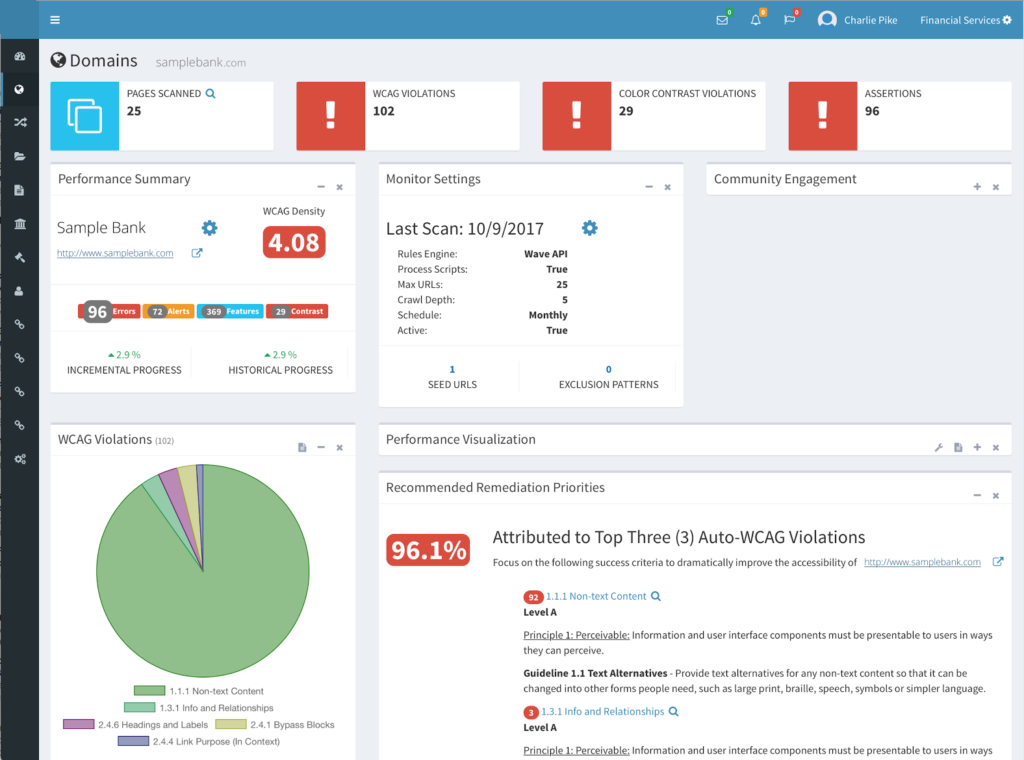 0
0
0
Charlie Pike
Financial Services
Domains samplebank.com
PAGES SCANNED
25
WCAG VIOLATIONS
102
COLOR CONTRAST VIOLATIONS
29
ASSERTIONS
96
Performance Summary
Sample Bank
http://www.samplebank.com
WCAG Density
4.08
96 Errors 72 Alerts 369 Features 29 Contrast
2.9 %
INCREMENTAL PROGRESS
2.9 %
HISTORICAL PROGRESS
Monitor Settings
Last Scan: 10/9/2017
Rules Engine: Wave API
Process Scripts: True
Max URLs: 25
Crawl Depth: 5
Schedule: Monthly
Active: True
1
SEED URLS
0
EXCLUSION PATTERNS
Community Engagement
WCAG Violations (102)
1.1.1 Non-text Content
1.3.1 Info and Relationships
2.4.6 Headings and Labels 2.4.1 Bypass Blocks
2.4.4 Link Purpose (In Context)
Performance Visualization
Recommended Remediation Priorities
96.1%
Attributed to Top Three (3) Auto-WCAG Violations
Focus on the following success criteria to dramatically improve the accessibility of http://www.samplebank.com
92 1.1.1 Non-text Content
Level A
Principle 1: Perceivable: Information and user interface components must be presentable to users in ways
they can perceive.
Guideline 1.1 Text Alternatives - Provide text alternatives for any non-text content so that it can be
changed into other forms people need, such as large print, braille, speech, symbols or simpler language.
3 1.3.1 Info and Relationships
Level A
Principle 1: Perceivable: Information and user interface components must be presentable to users in ways